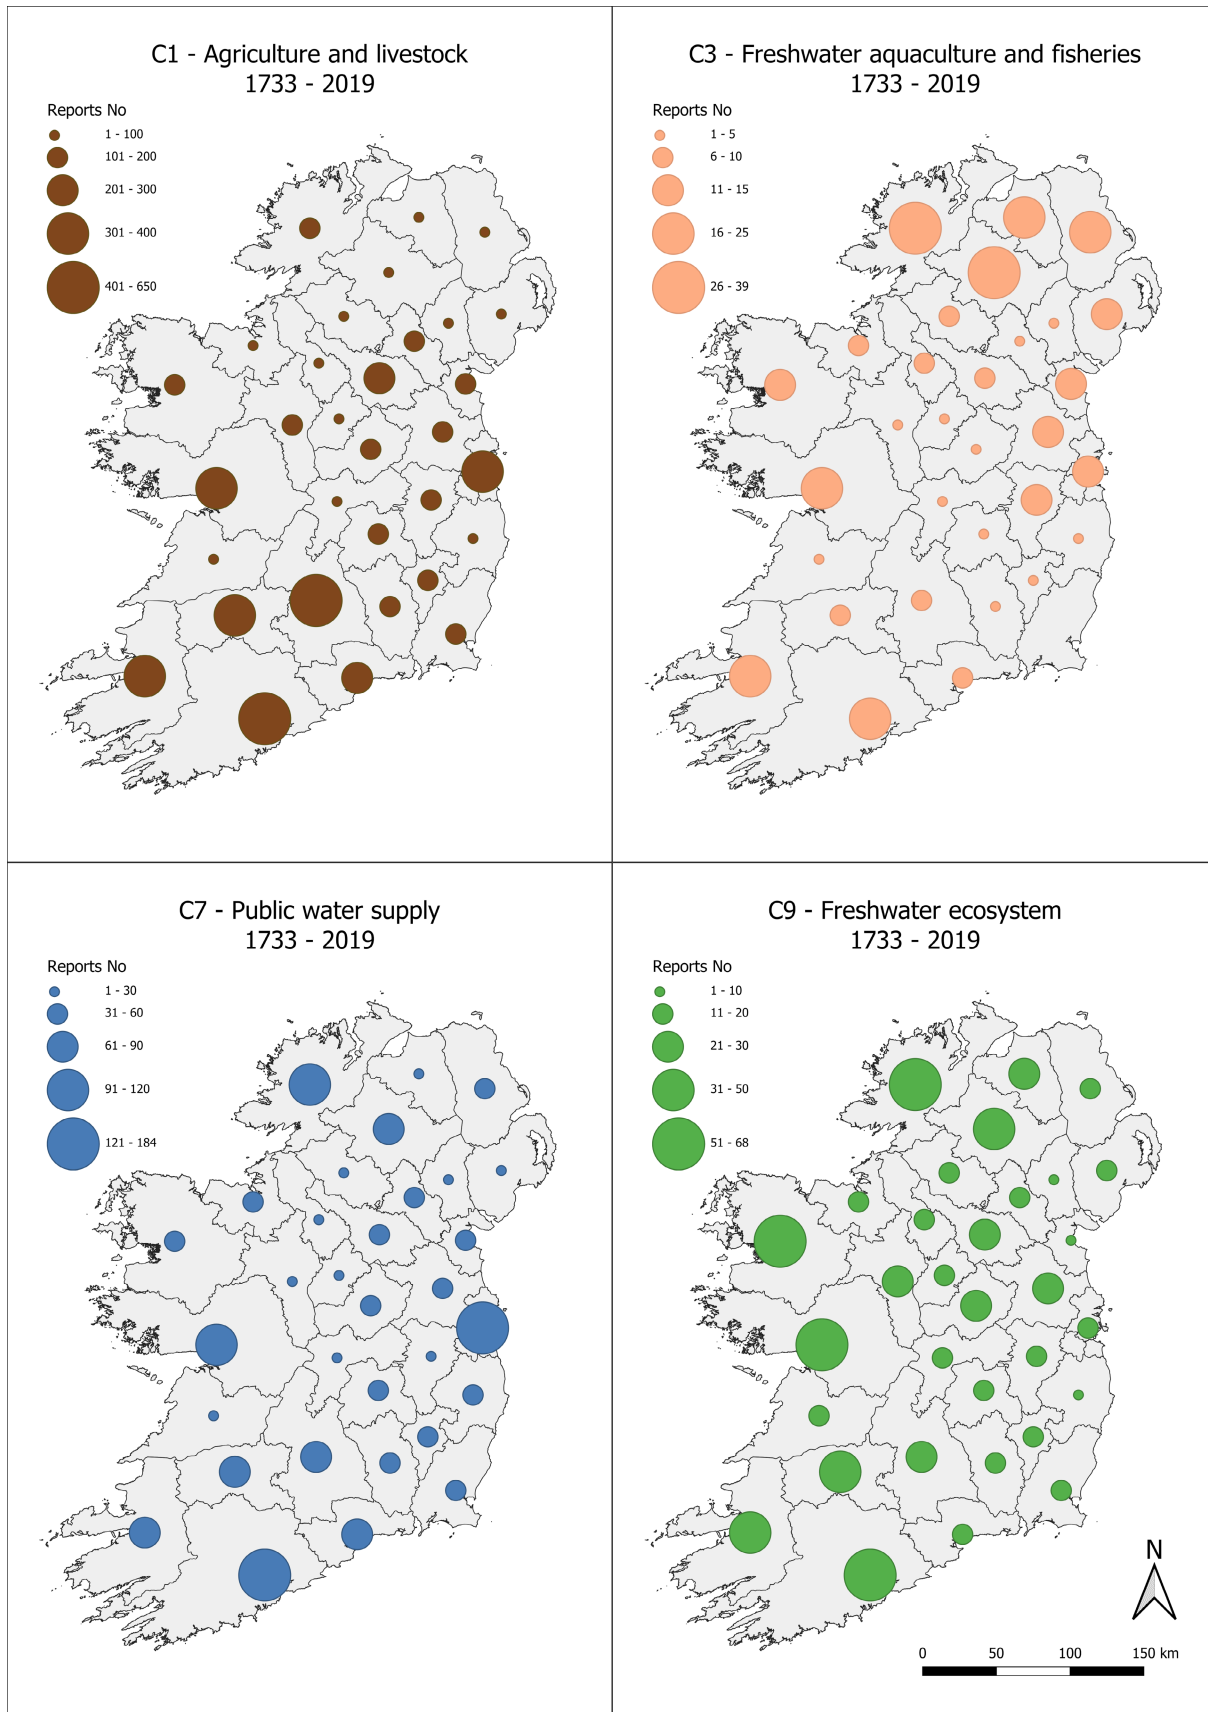 C1 - Agriculture and livestock
1733 - 2019
Reports No
1 - 100
101 - 200
201 - 300
301 - 400
401 - 650
C3 - Freshwater aquaculture and fisheries
1733 - 2019
Reports No
1 - 5
6 - 10
11 - 15
16 - 25
26 - 39
C7 - Public water supply
1733 - 2019
Reports No
1 - 30
31 - 60
61 - 90
91 - 120
121 - 184
C9 - Freshwater ecosystem
1733 - 2019
Reports No
1 - 10
11 - 20
21 - 30
31 - 50
51 - 68
N
0 50 100 150 km